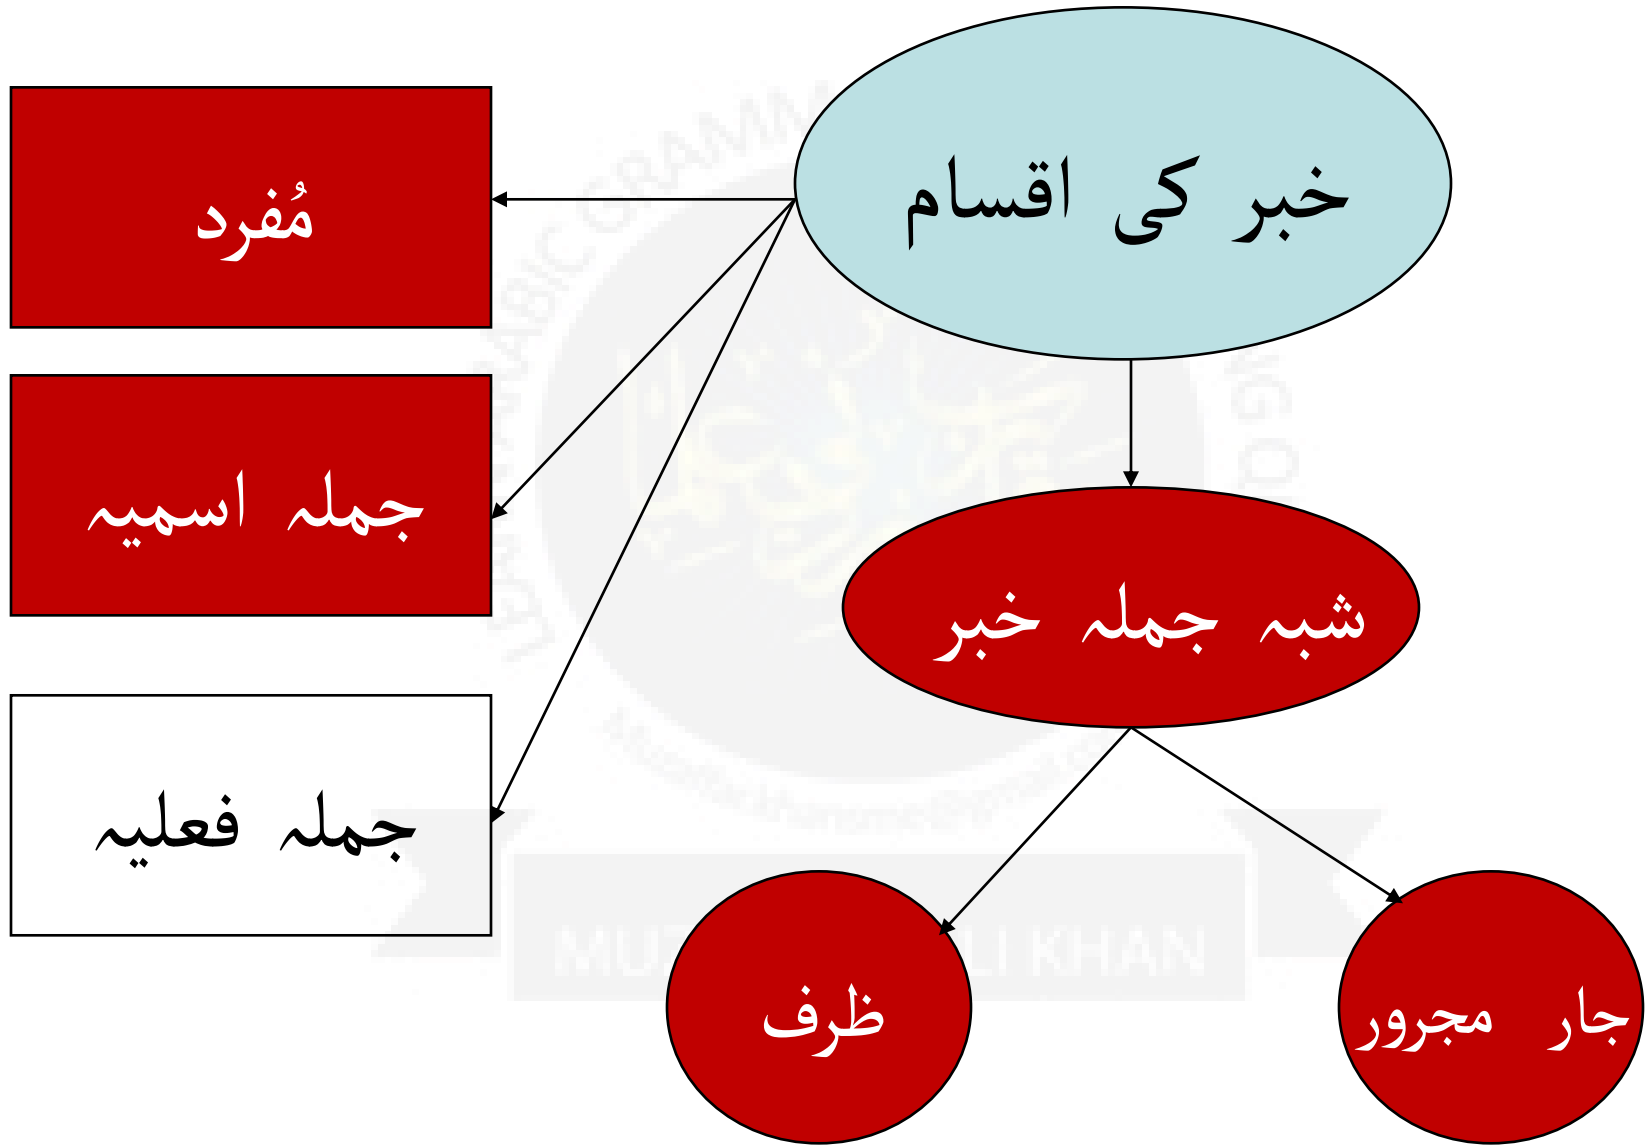 خبر کی اقسام
مُفرد
جملہ اسمیہ
شبہ جملہ خبر
جملہ فعلیہ
ظرف
جار مجرور